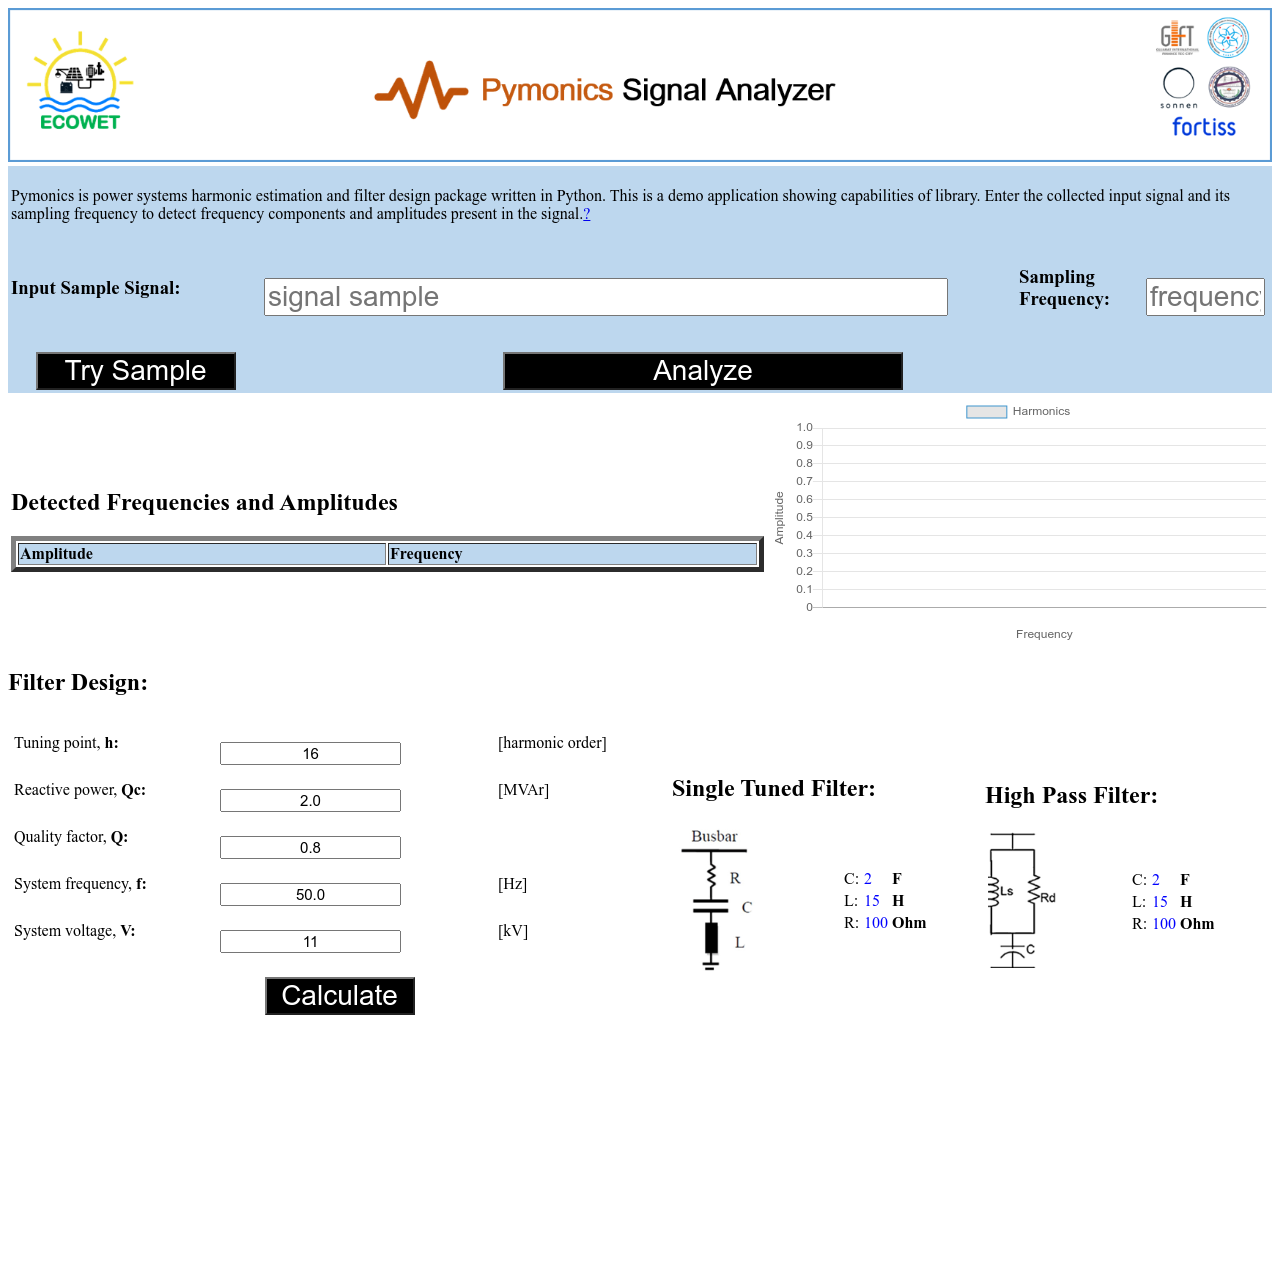 ECOWET
Pymonics Signal Analyzer
GIFT
sonnen
fortiss
Pymonics is power systems harmonic estimation and filter design package written in Python. This is a demo application showing capabilities of library. Enter the collected input signal and its
sampling frequency to detect frequency components and amplitudes present in the signal.?
Input Sample Signal:
signal sample
Sampling
Frequency:
frequency
Try Sample
Analyze
Detected Frequencies and Amplitudes
Amplitude Frequency
Harmonics
1.0
0.9
0.8
0.7
0.6
0.5
0.4
0.3
0.2
0.1
0
Amplitude
Frequency
Filter Design:
Tuning point, h: 16 [harmonic order]
Reactive power, Qc: 2.0 [MVAr]
Quality factor, Q: 0.8
System frequency, f: 50.0 [Hz]
System voltage, V: 11 [kV]
Calculate
Single Tuned Filter:
Busbar
R
C
L
C: 2 F
L: 15 H
R: 100 Ohm
High Pass Filter:
Ls
Rd
C
C: 2 F
L: 15 H
R: 100 Ohm